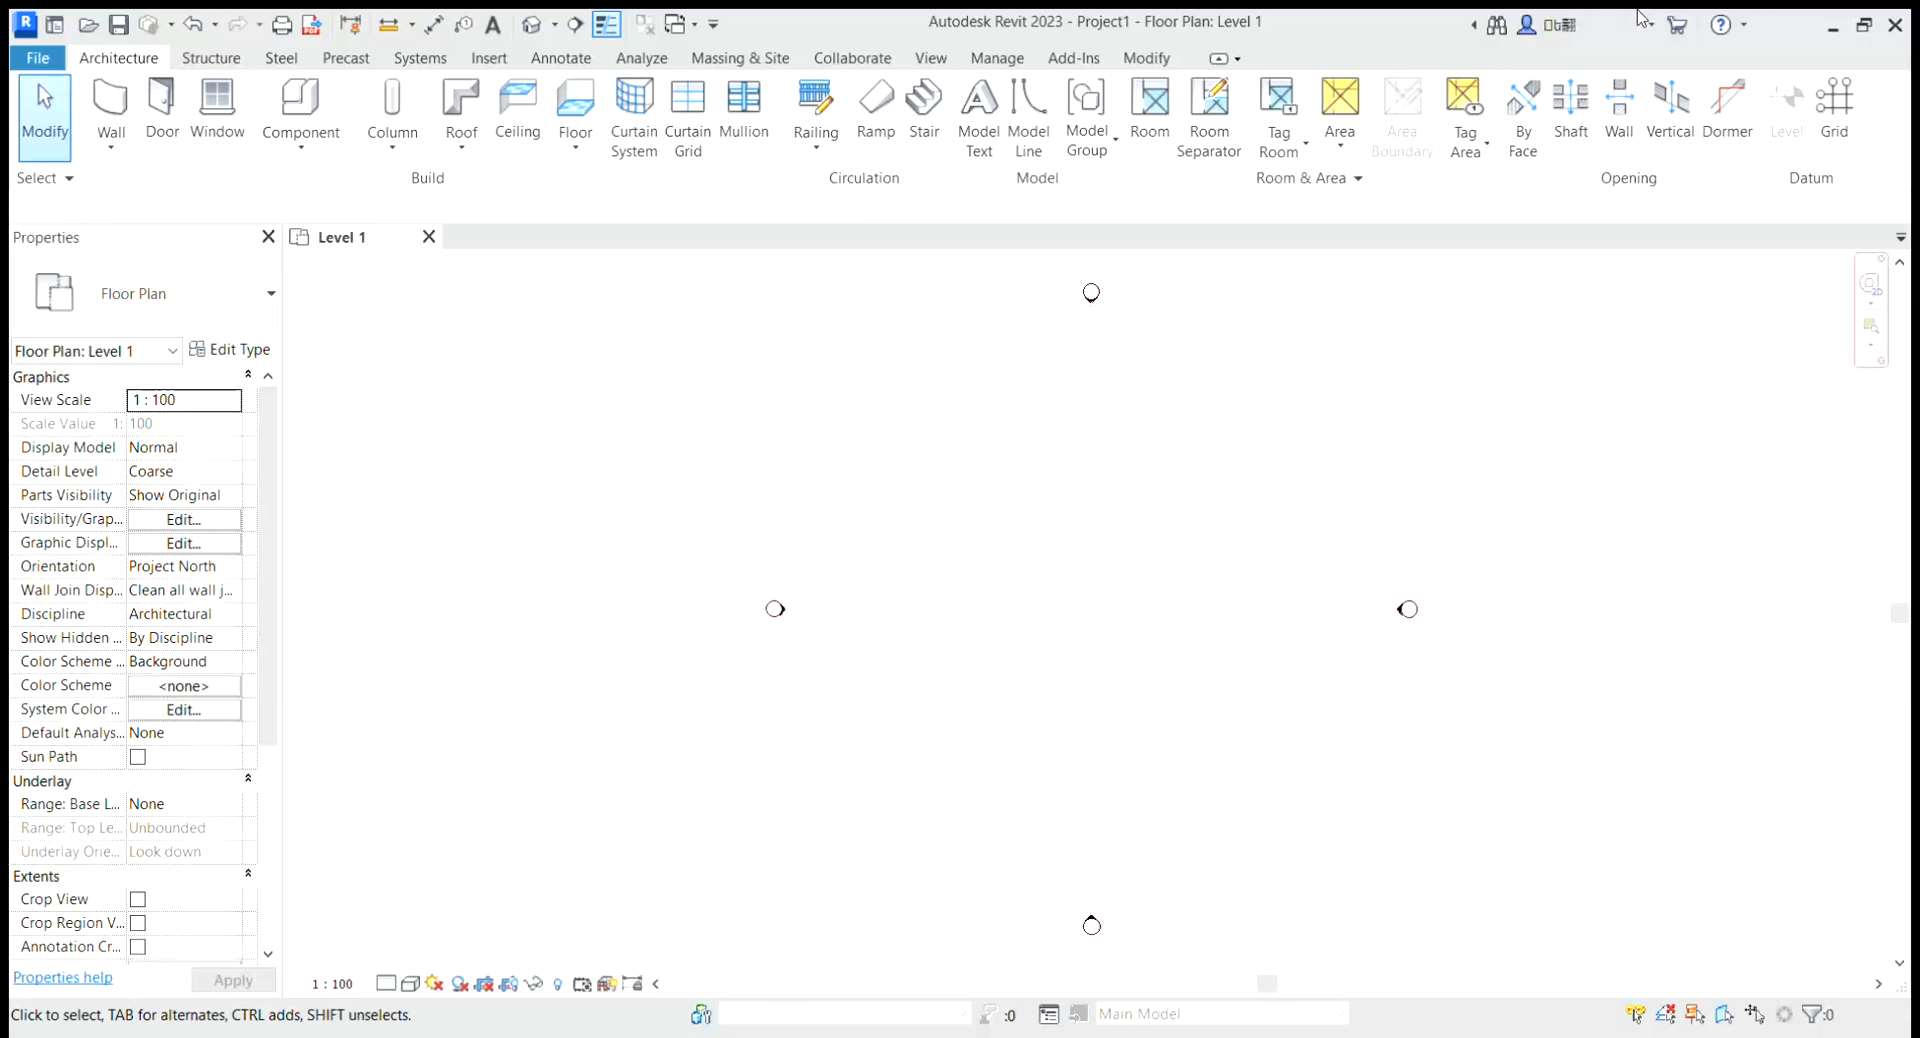 Autodesk Revit 2023 - Project1 - Floor Plan: Level 1
File Architecture Structure Steel Precast Systems Insert Annotate Analyze Massing & Site Collaborate View Manage Add-Ins Modify
Modify
Wall
Door
Window
Component
Column
Roof
Ceiling
Floor
Curtain
System
Curtain
Grid
Mullion
Railing
Ramp
Stair
Model
Text
Model
Line
Model
Group
Room
Room
Separator
Tag
Room
Area
Area
Boundary
Tag
Area
By
Face
Shaft
Wall
Vertical
Dormer
Level
Grid
Select Build Circulation Model Room & Area Opening Datum
Properties
Level 1
Floor Plan
Floor Plan: Level 1 Edit Type
Graphics
View Scale 1 : 100
Scale Value 1: 100
Display Model Normal
Detail Level Coarse
Parts Visibility Show Original
Visibility/Grap... Edit...
Graphic Displ... Edit...
Orientation Project North
Wall Join Disp... Clean all wall j...
Discipline Architectural
Show Hidden ... By Discipline
Color Scheme ... Background
Color Scheme <none>
System Color ... Edit...
Default Analys... None
Sun Path
Underlay
Range: Base L... None
Range: Top Le... Unbounded
Underlay Orie... Look down
Extents
Crop View
Crop Region V...
Annotation Cr...
Properties help Apply
1 : 100
Click to select, TAB for alternates, CTRL adds, SHIFT unselects.
:0
Main Model
:0